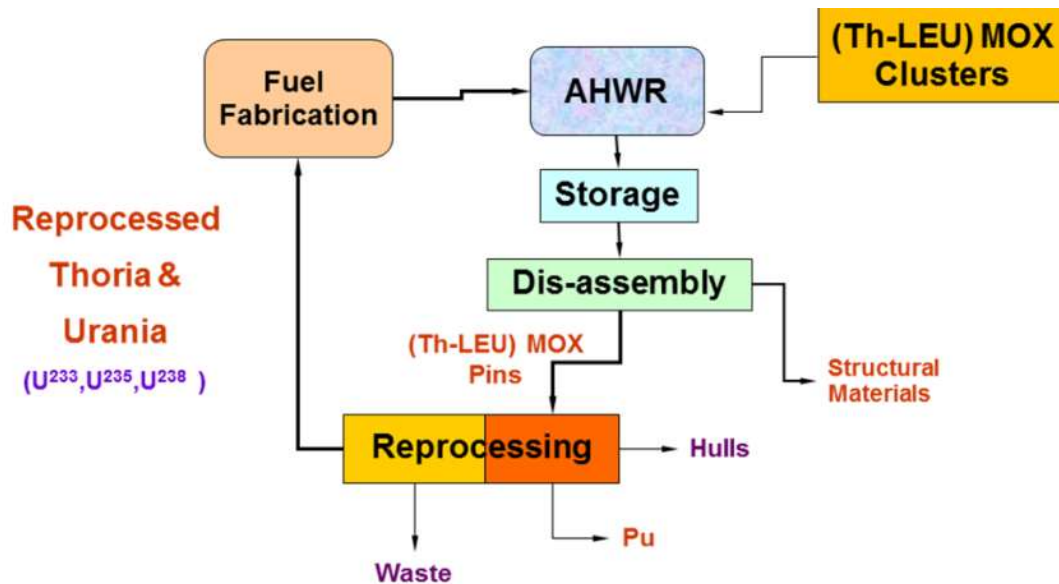 (Th-LEU) MOX
Clusters
Fuel
Fabrication
AHWR
Storage
Reprocessed
Thoria &
Urania
(U²³³,U²³⁵,U²³⁸ )
Dis-assembly
(Th-LEU) MOX
Pins
Structural
Materials
Reprocessing
Hulls
Pu
Waste